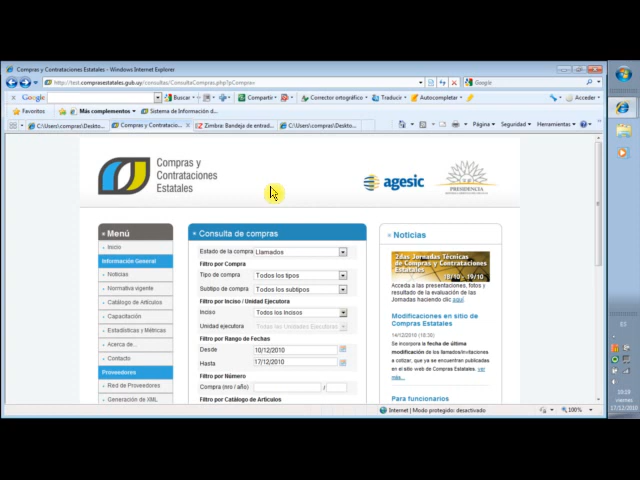 Compras y Contrataciones Estatales - Windows Internet Explorer
http://test.comprasestatales.gub.uy/consultas/ConsultaCompras.php?pCompras
Google
Google
Buscar
Compartir
Corrector ortográfico
Traducir
Autocompletar
Acceder
Favoritos
Más complementos
Sistema de Información d...
C:\Users\compras\Deskto...
Compras y Contratacio...
Zimbra: Bandeja de entrad...
C:\Users\compras\Deskto...
Página
Seguridad
Herramientas
Compras y
Contrataciones
Estatales
agesic
PRESIDENCIA
Menú
Inicio
Información General
Noticias
Normativa vigente
Catálogo de Artículos
Capacitación
Estadísticas y Métricas
Acerca de...
Contacto
Proveedores
Red de Proveedores
Generación de XML
Consulta de compras
Estado de la compra
Llamados
Filtro por Compra
Tipo de compra
Todos los tipos
Subtipo de compra
Todos los subtipos
Filtro por Inciso / Unidad Ejecutora
Inciso
Todos los Incisos
Unidad ejecutora
Todas las Unidades Ejecutoras
Filtro por Rango de Fechas
Desde
10/12/2010
Hasta
17/12/2010
Filtro por Número
Compra (nro / año)
/
Filtro por Catálogo de Artículos
Noticias
2das Jornadas Técnicas
de Compras y Contrataciones
Estatales
18/10 - 19/10
Acceda a las presentaciones, fotos y
resultado de la evaluación de las
Jornadas haciendo clic aquí.
Modificaciones en sitio de
Compras Estatales
14/12/2010 (16:30)
Se incorpora la fecha de última
modificación de los llamados/invitaciones
a cotizar, que ya se encuentran publicadas
en el sitio web de Compras Estatales. ver
más...
Para funcionarios
Internet | Modo protegido: desactivado
100%
ES
viernes
17/12/2010